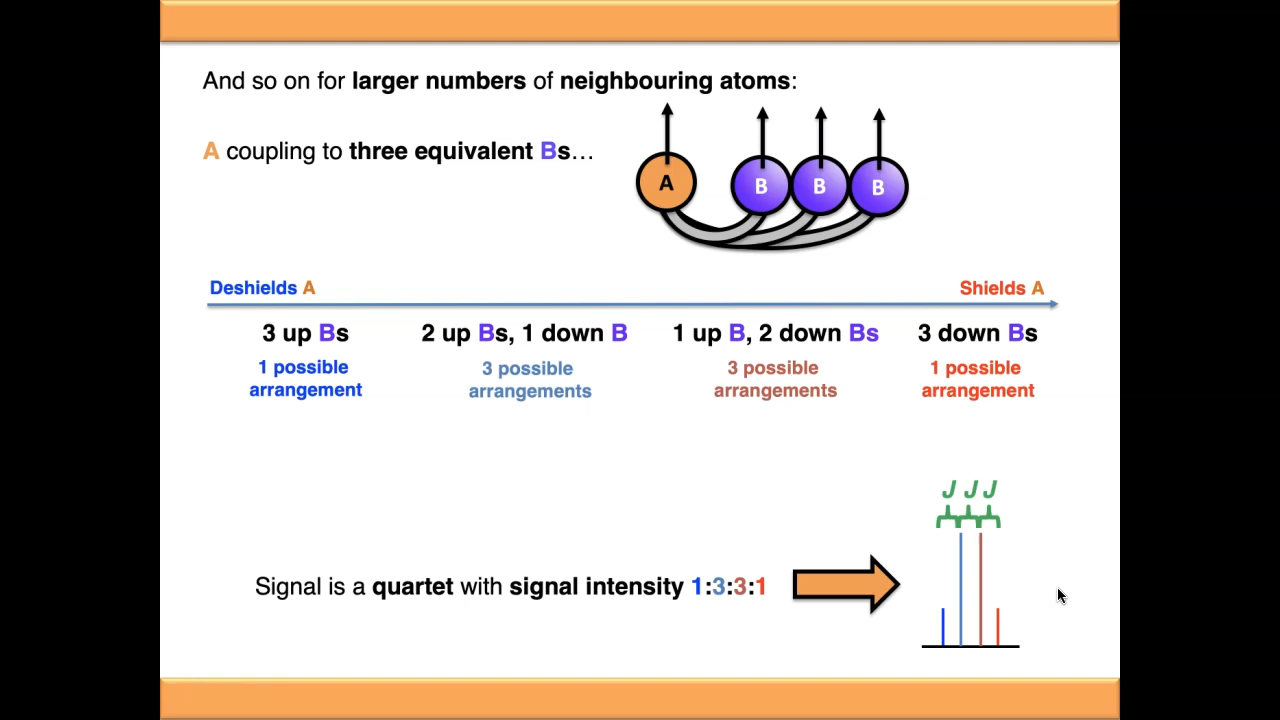 And so on for larger numbers of neighbouring atoms:
A coupling to three equivalent Bs…
A B B B
Deshields A Shields A
3 up Bs 2 up Bs, 1 down B 1 up B, 2 down Bs 3 down Bs
1 possible 3 possible 3 possible 1 possible
arrangement arrangements arrangements arrangement
J J J
Signal is a quartet with signal intensity 1:3:3:1